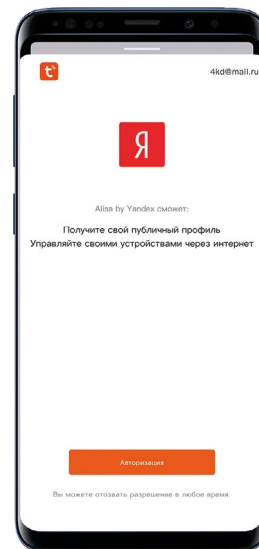 4kd@mail.ru
Я
Alisa by Yandex сможет:
Получите свой публичный профиль
Управляйте своими устройствами через интернет
Авторизация
Вы можете отозвать разрешение в любое время.